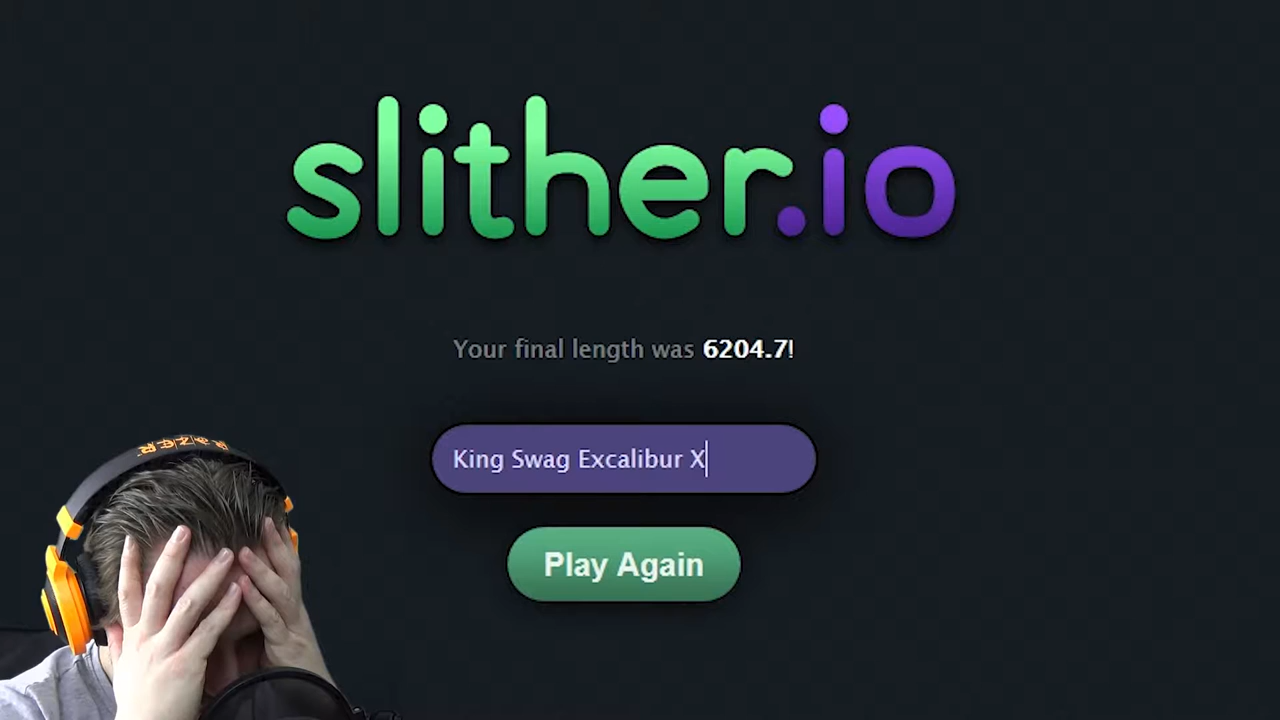 slither.io
Your final length was 6204.7!
King Swag Excalibur X
Play Again